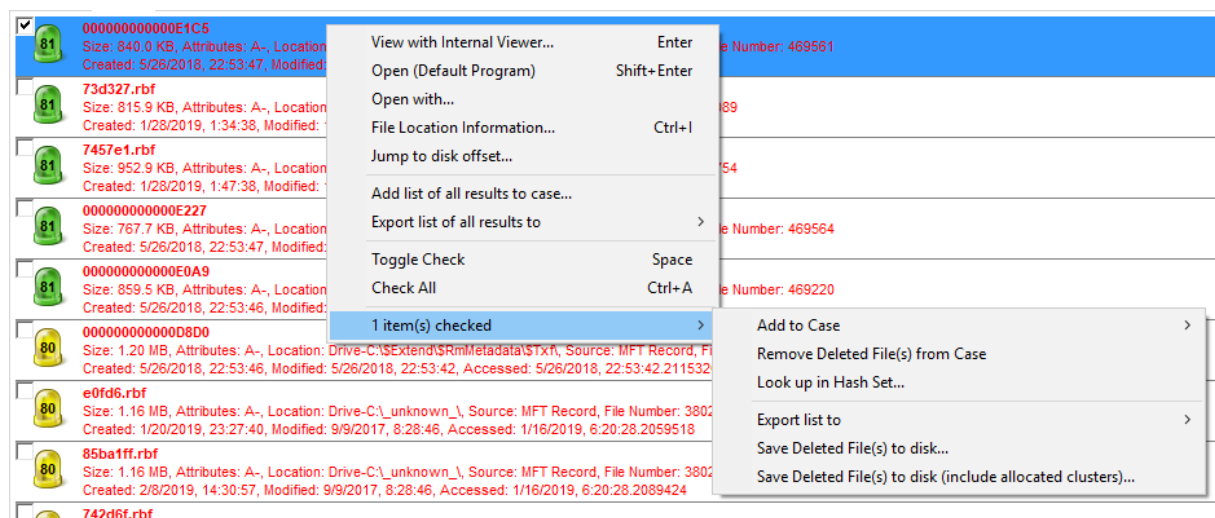 81
000000000000E1C5
Size: 840.0 KB, Attributes: A-, Location
e Number: 469561
Created: 5/26/2018, 22:53:47, Modified:
81
73d327.rbf
Size: 815.9 KB, Attributes: A-, Location
89
Created: 1/28/2019, 1:34:38, Modified:
81
7457e1.rbf
Size: 952.9 KB, Attributes: A-, Location
54
Created: 1/28/2019, 1:47:38, Modified:
81
000000000000E227
Size: 767.7 KB, Attributes: A-, Location
e Number: 469564
Created: 5/26/2018, 22:53:47, Modified:
81
000000000000E0A9
Size: 859.5 KB, Attributes: A-, Location
e Number: 469220
Created: 5/26/2018, 22:53:46, Modified:
80
000000000000D8D0
Size: 1.20 MB, Attributes: A-, Location: Drive-C:\$Extend\$RmMetadata\$Txf\, Source: MFT Record, Fi
Created: 5/26/2018, 22:53:46, Modified: 5/26/2018, 22:53:42, Accessed: 5/26/2018, 22:53:42.211532
80
e0fd6.rbf
Size: 1.16 MB, Attributes: A-, Location: Drive-C:\_unknown_\, Source: MFT Record, File Number: 3802
Created: 1/20/2019, 23:27:40, Modified: 9/9/2017, 8:28:46, Accessed: 1/16/2019, 6:20:28.2059518
80
85ba1ff.rbf
Size: 1.16 MB, Attributes: A-, Location: Drive-C:\_unknown_\, Source: MFT Record, File Number: 3802
Created: 2/8/2019, 14:30:57, Modified: 9/9/2017, 8:28:46, Accessed: 1/16/2019, 6:20:28.2089424
742d6f.rbf
View with Internal Viewer... Enter
Open (Default Program) Shift+Enter
Open with...
File Location Information... Ctrl+I
Jump to disk offset...
Add list of all results to case...
Export list of all results to
Toggle Check Space
Check All Ctrl+A
1 item(s) checked
Add to Case
Remove Deleted File(s) from Case
Look up in Hash Set...
Export list to
Save Deleted File(s) to disk...
Save Deleted File(s) to disk (include allocated clusters)...